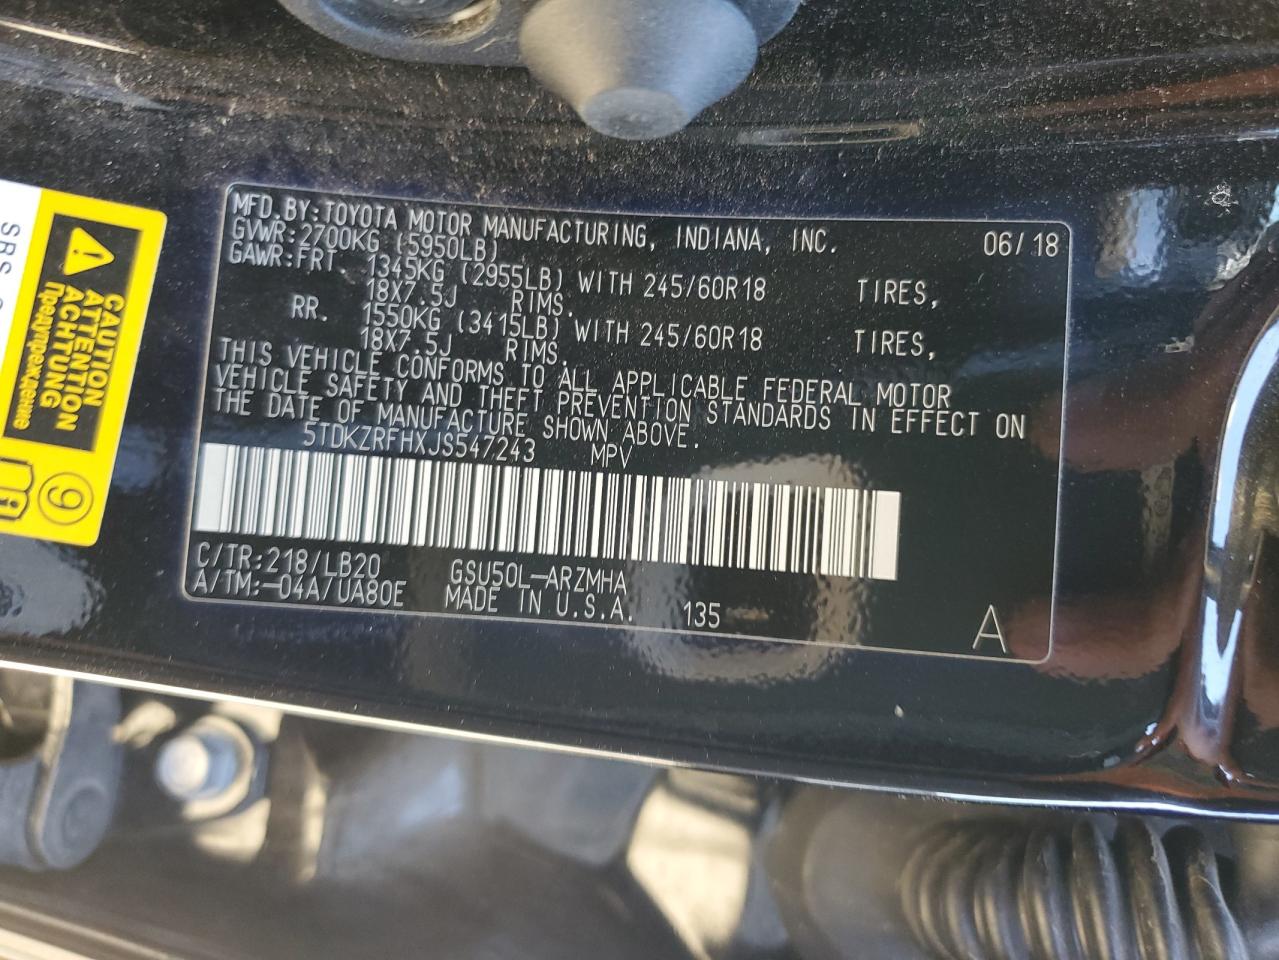 MFD.BY:TOYOTA MOTOR MANUFACTURING, INDIANA, INC. 06/18
GVWR:2700KG (5950LB)
GAWR:FRT 1345KG (2955LB) WITH 245/60R18 TIRES,
18X7.5J RIMS.
RR. 1550KG (3415LB) WITH 245/60R18 TIRES,
18X7.5J RIMS.
THIS VEHICLE CONFORMS TO ALL APPLICABLE FEDERAL MOTOR
VEHICLE SAFETY AND THEFT PREVENTION STANDARDS IN EFFECT ON
THE DATE OF MANUFACTURE SHOWN ABOVE.
5TDKZRFHXJS547243 MPV
C/TR:218/LB20 GSU50L-ARZMHA
A/TM:-04A/UA80E MADE IN U.S.A. 135
A
CAUTION
ATTENTION
ACHTUNG
Предупреждение
9
SRS